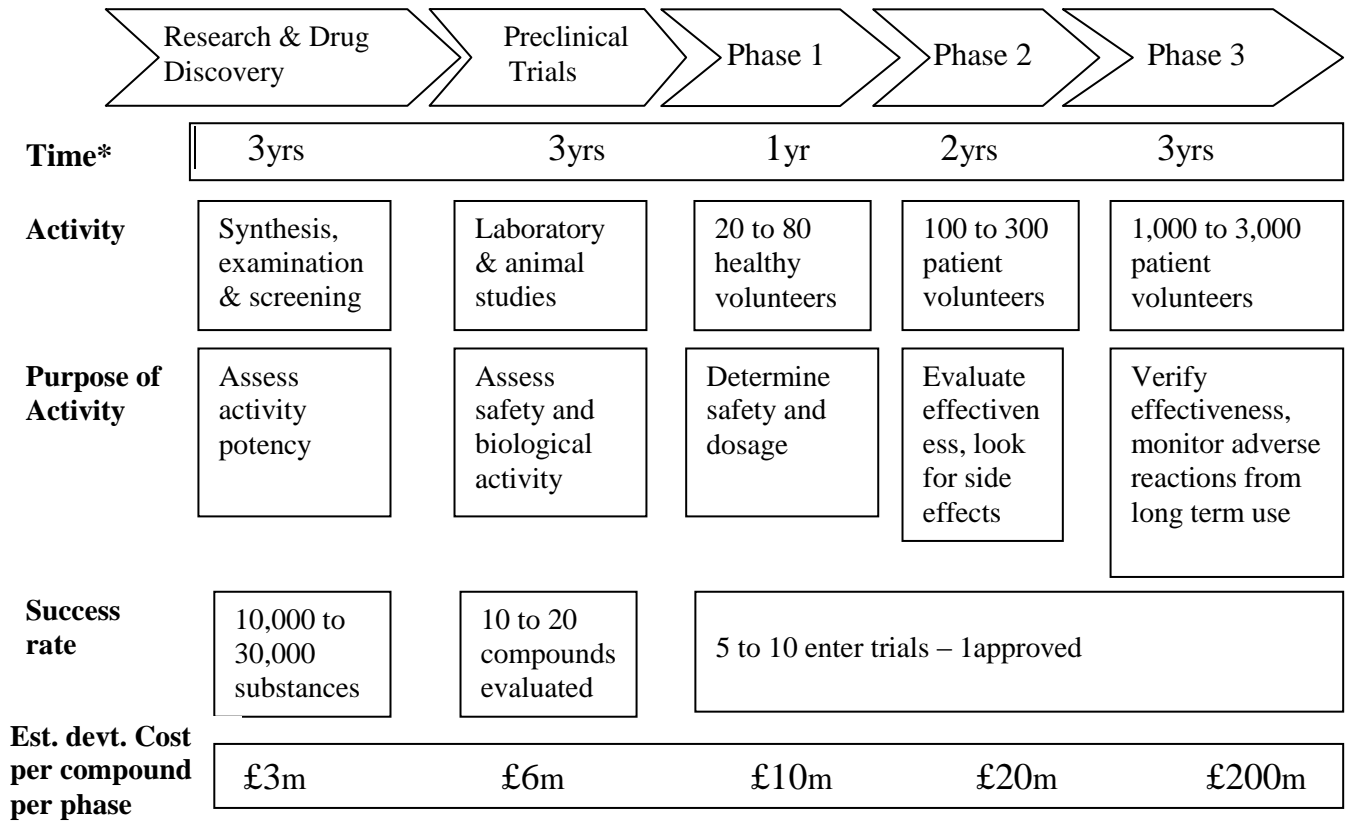 Research & Drug
Discovery
Preclinical
Trials
Phase 1
Phase 2
Phase 3
Time*
3yrs
3yrs
1yr
2yrs
3yrs
Activity
Synthesis,
examination
& screening
Laboratory
& animal
studies
20 to 80
healthy
volunteers
100 to 300
patient
volunteers
1,000 to 3,000
patient
volunteers
Purpose of
Activity
Assess
activity
potency
Assess
safety and
biological
activity
Determine
safety and
dosage
Evaluate
effectiven
ess, look
for side
effects
Verify
effectiveness,
monitor adverse
reactions from
long term use
Success
rate
10,000 to
30,000
substances
10 to 20
compounds
evaluated
5 to 10 enter trials – 1approved
Est. devt. Cost
per compound
per phase
£3m
£6m
£10m
£20m
£200m